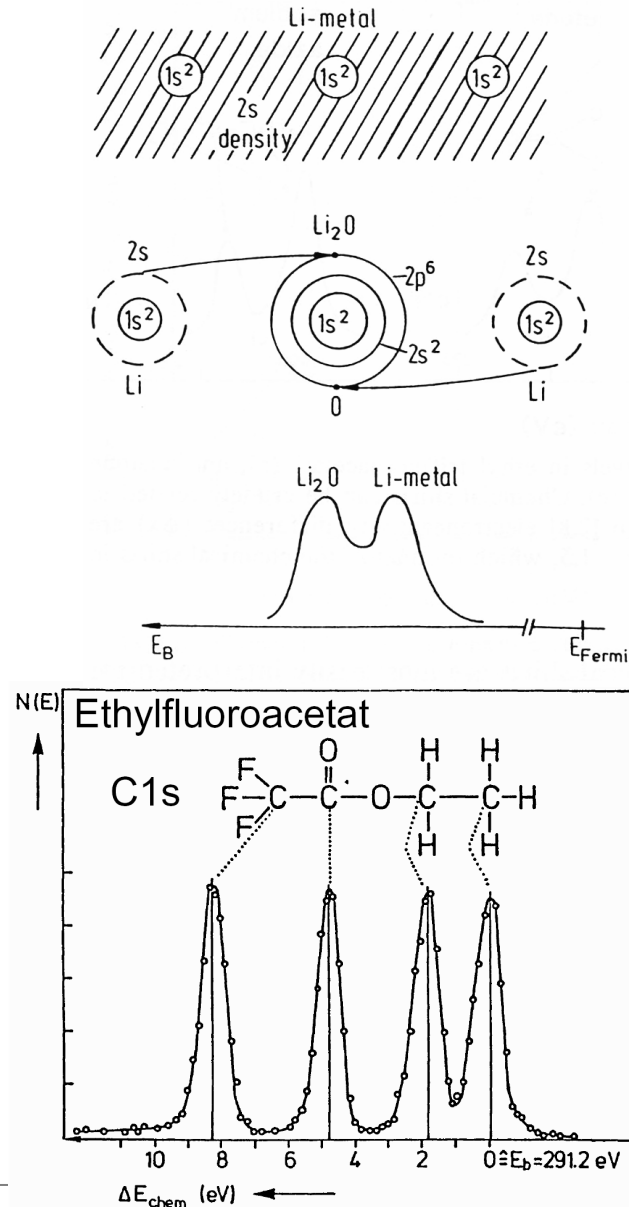 Li-metal
1s² 1s² 1s²
2s
density
Li₂O
2s 2p⁶ 2s
1s² 1s² 1s²
2s²
Li Li
O
Li₂O Li-metal
E_B E_Fermi
N(E) Ethylfluoroacetat
O H H
F
C1s F C C O C C H
F H H
10 8 6 4 2 0≙E_b=291.2 eV
ΔE_chem (eV)